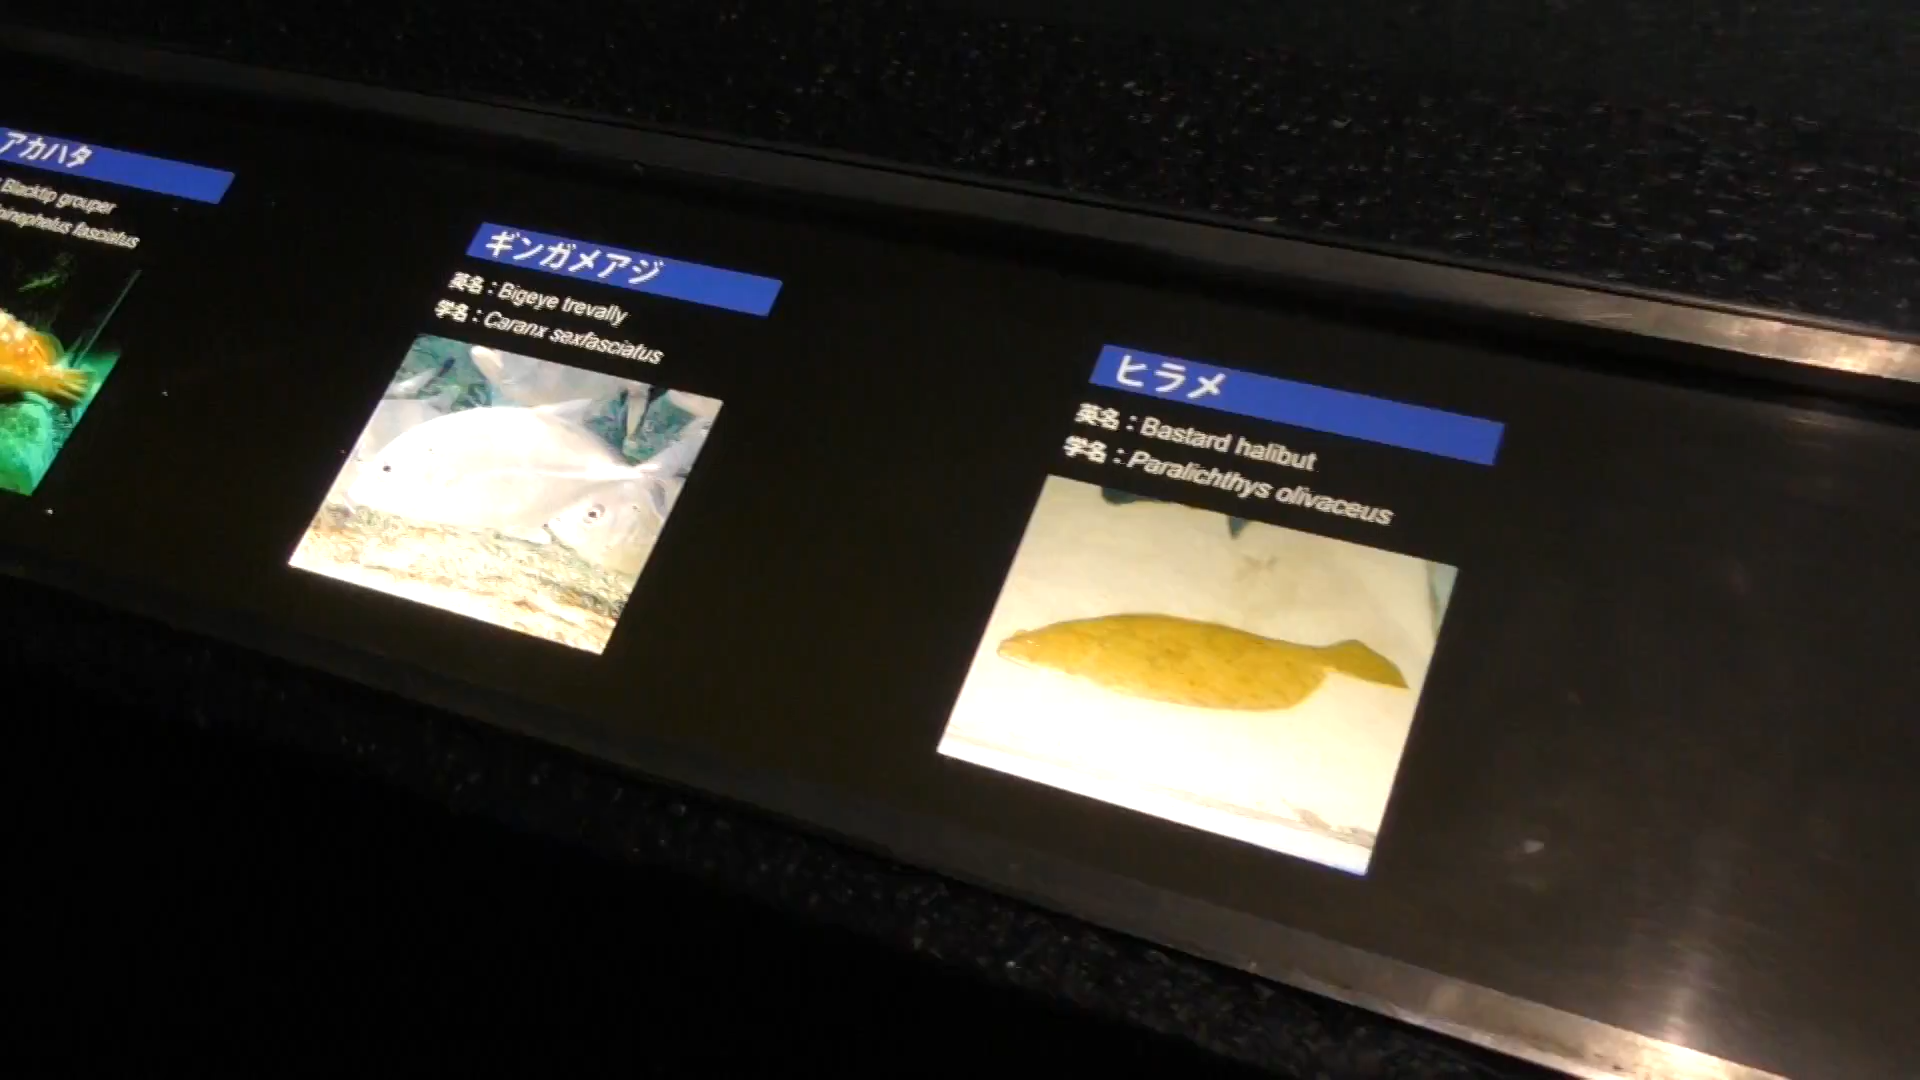 アカハタ
Blacktip grouper
fasciatus
ギンガメアジ
英名：Bigeye trevally
学名：Caranx sexfasciatus
ヒラメ
英名：Bastard halibut
学名：Paralichthys olivaceus